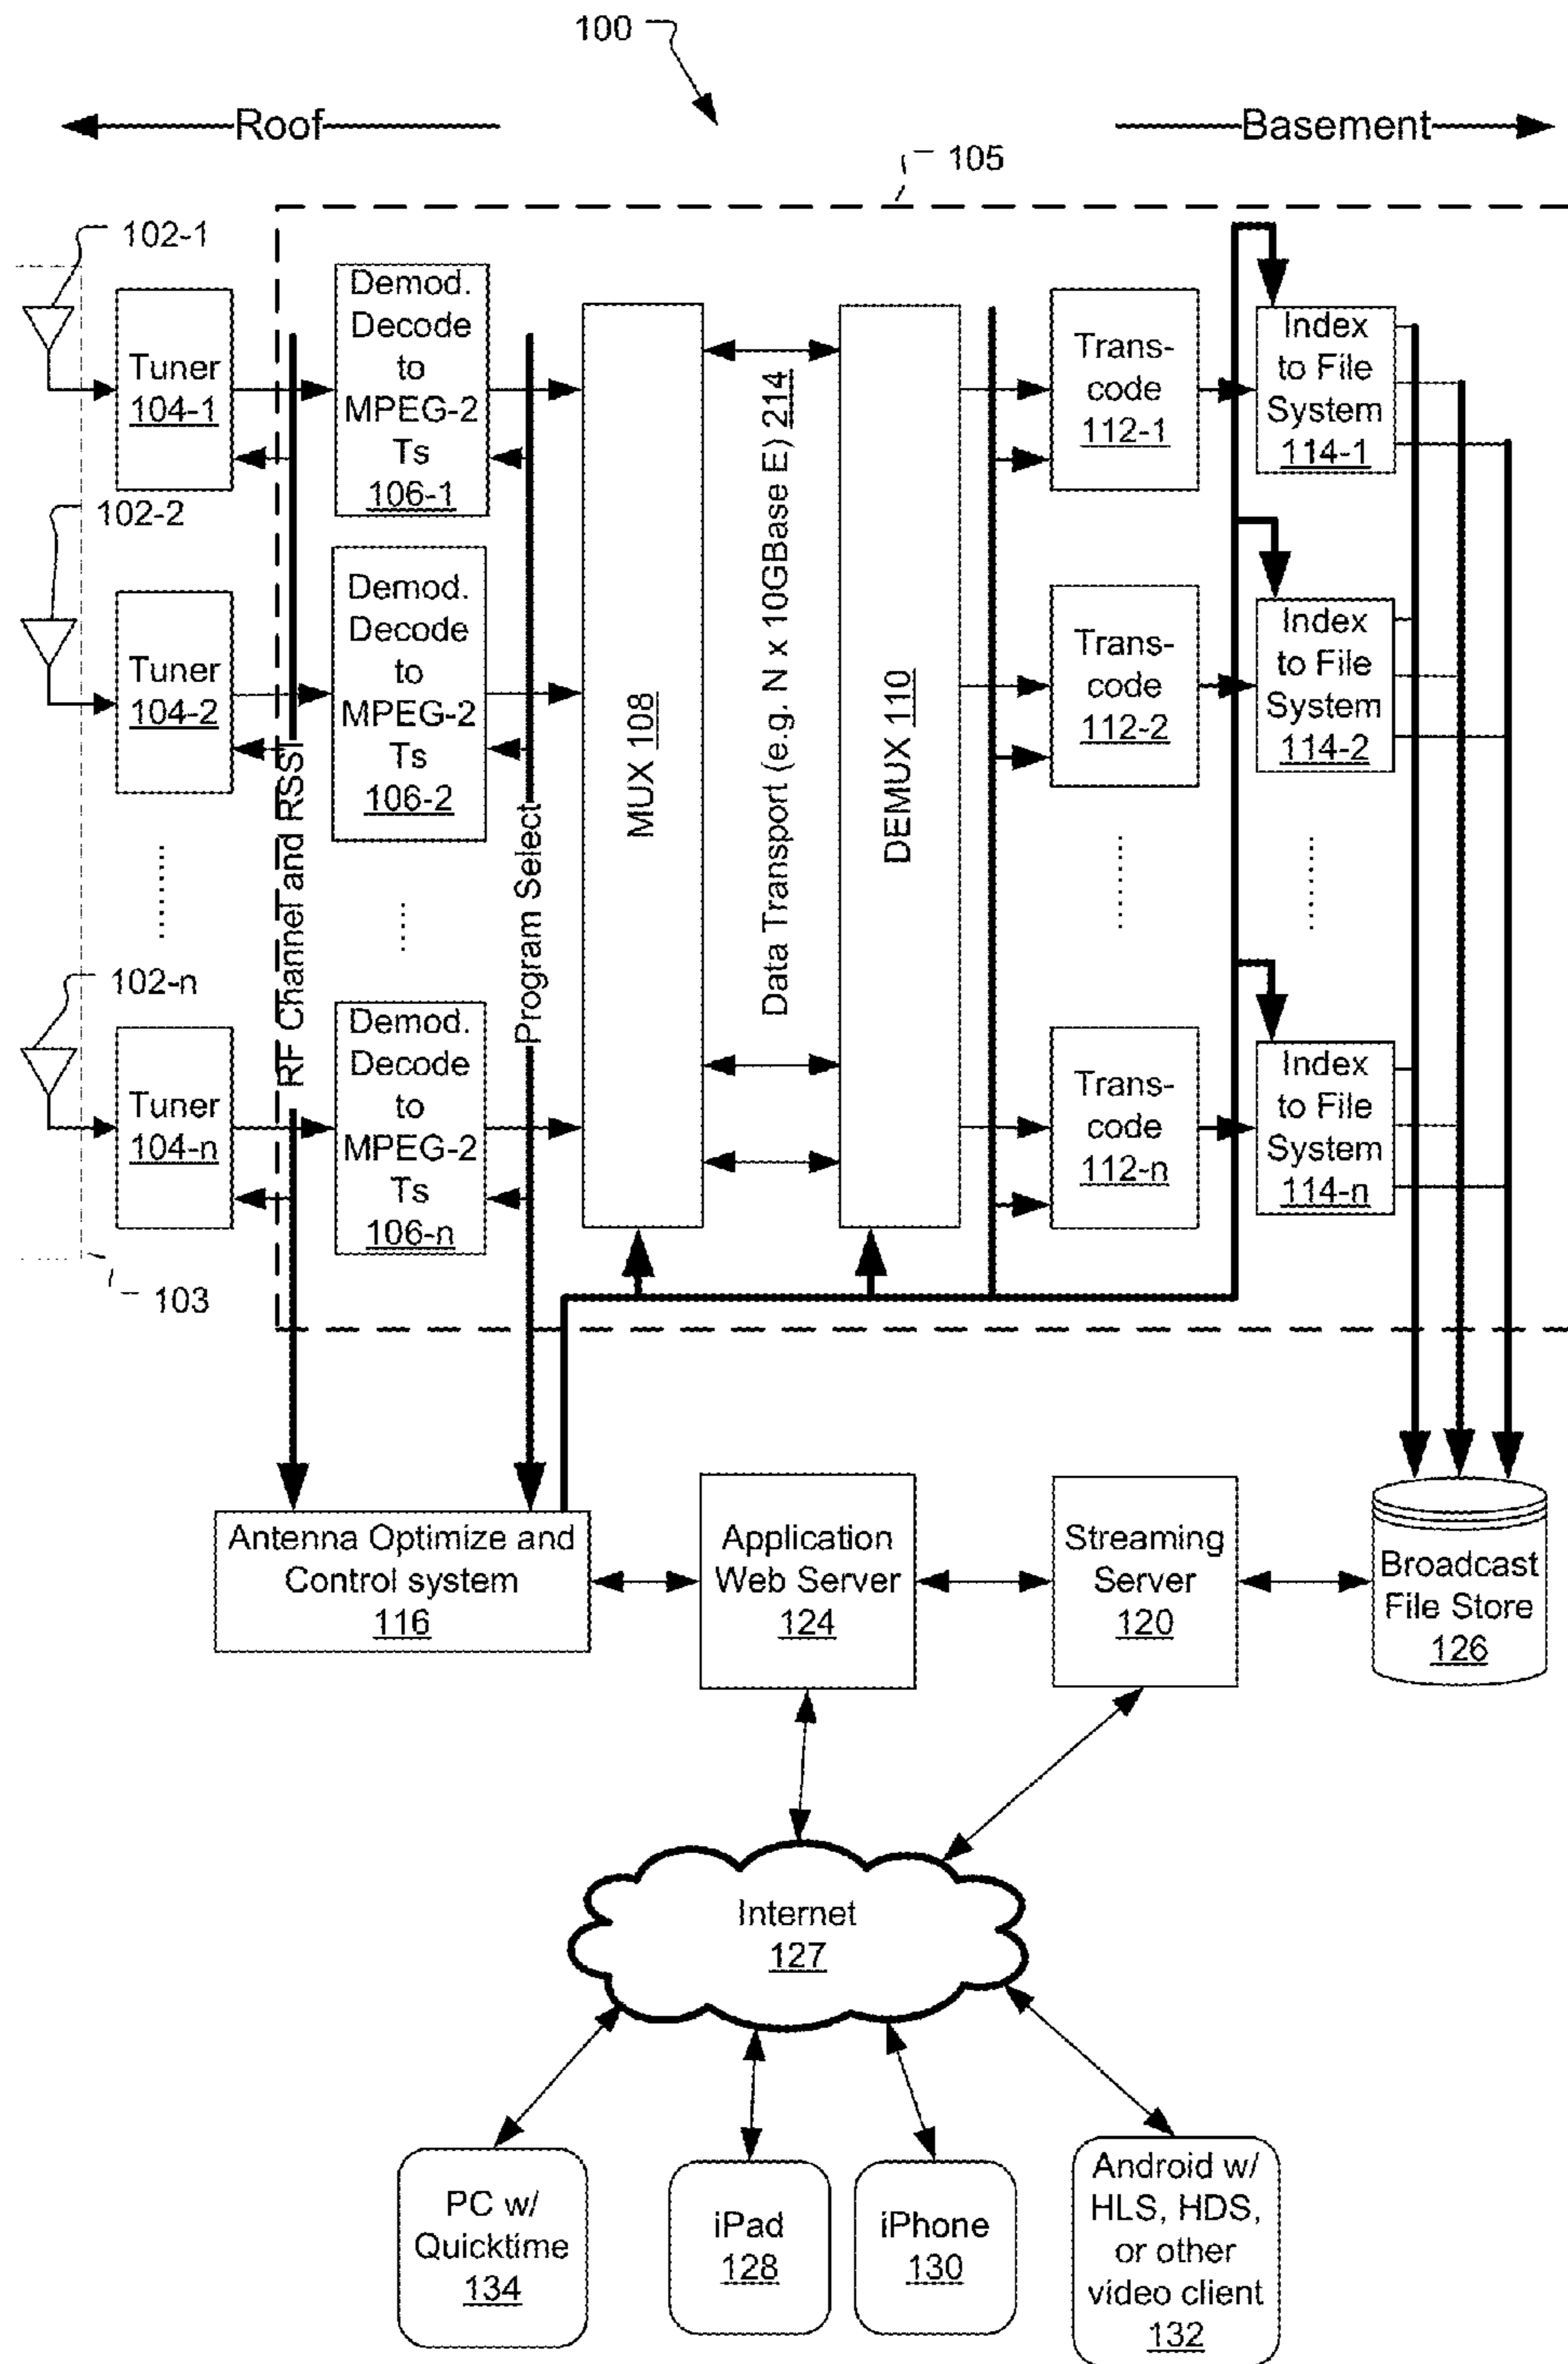 100
Roof
Basement
105
102-1
Tuner
104-1
Demod.
Decode
to
MPEG-2
Ts
106-1
Trans-
code
112-1
Index
to File
System
114-1
102-2
Tuner
104-2
Demod.
Decode
to
MPEG-2
Ts
106-2
Trans-
code
112-2
Index
to File
System
114-2
RF Channel and RSSI
Program Select
MUX 108
Data Transport (e.g. N x 10GBase E) 214
DEMUX 110
102-n
Tuner
104-n
Demod.
Decode
to
MPEG-2
Ts
106-n
Trans-
code
112-n
Index
to File
System
114-n
103
Antenna Optimize and
Control system
116
Application
Web Server
124
Streaming
Server
120
Broadcast
File Store
126
Internet
127
PC w/
Quicktime
134
iPad
128
iPhone
130
Android w/
HLS, HDS,
or other
video client
132